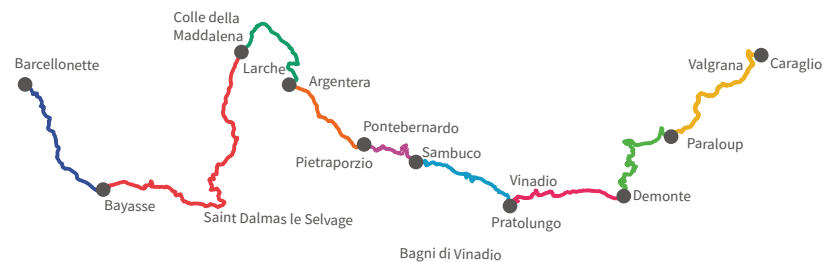 Colle della
Maddalena
Barcellonette
Larche
Argentera
Valgrana
Caraglio
Pontebernardo
Pietraporzio
Sambuco
Paraloup
Vinadio
Bayasse
Saint Dalmas le Selvage
Pratolungo
Demonte
Bagni di Vinadio